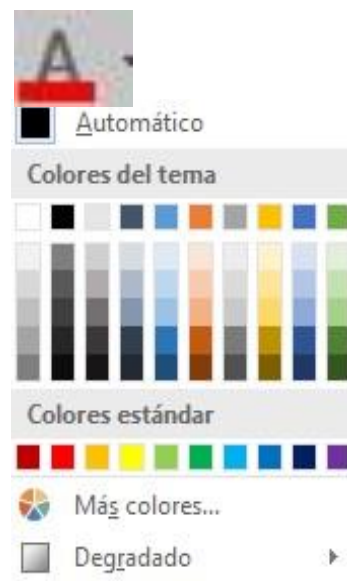 A
Automático
Colores del tema
Colores estándar
Más colores...
Degradado